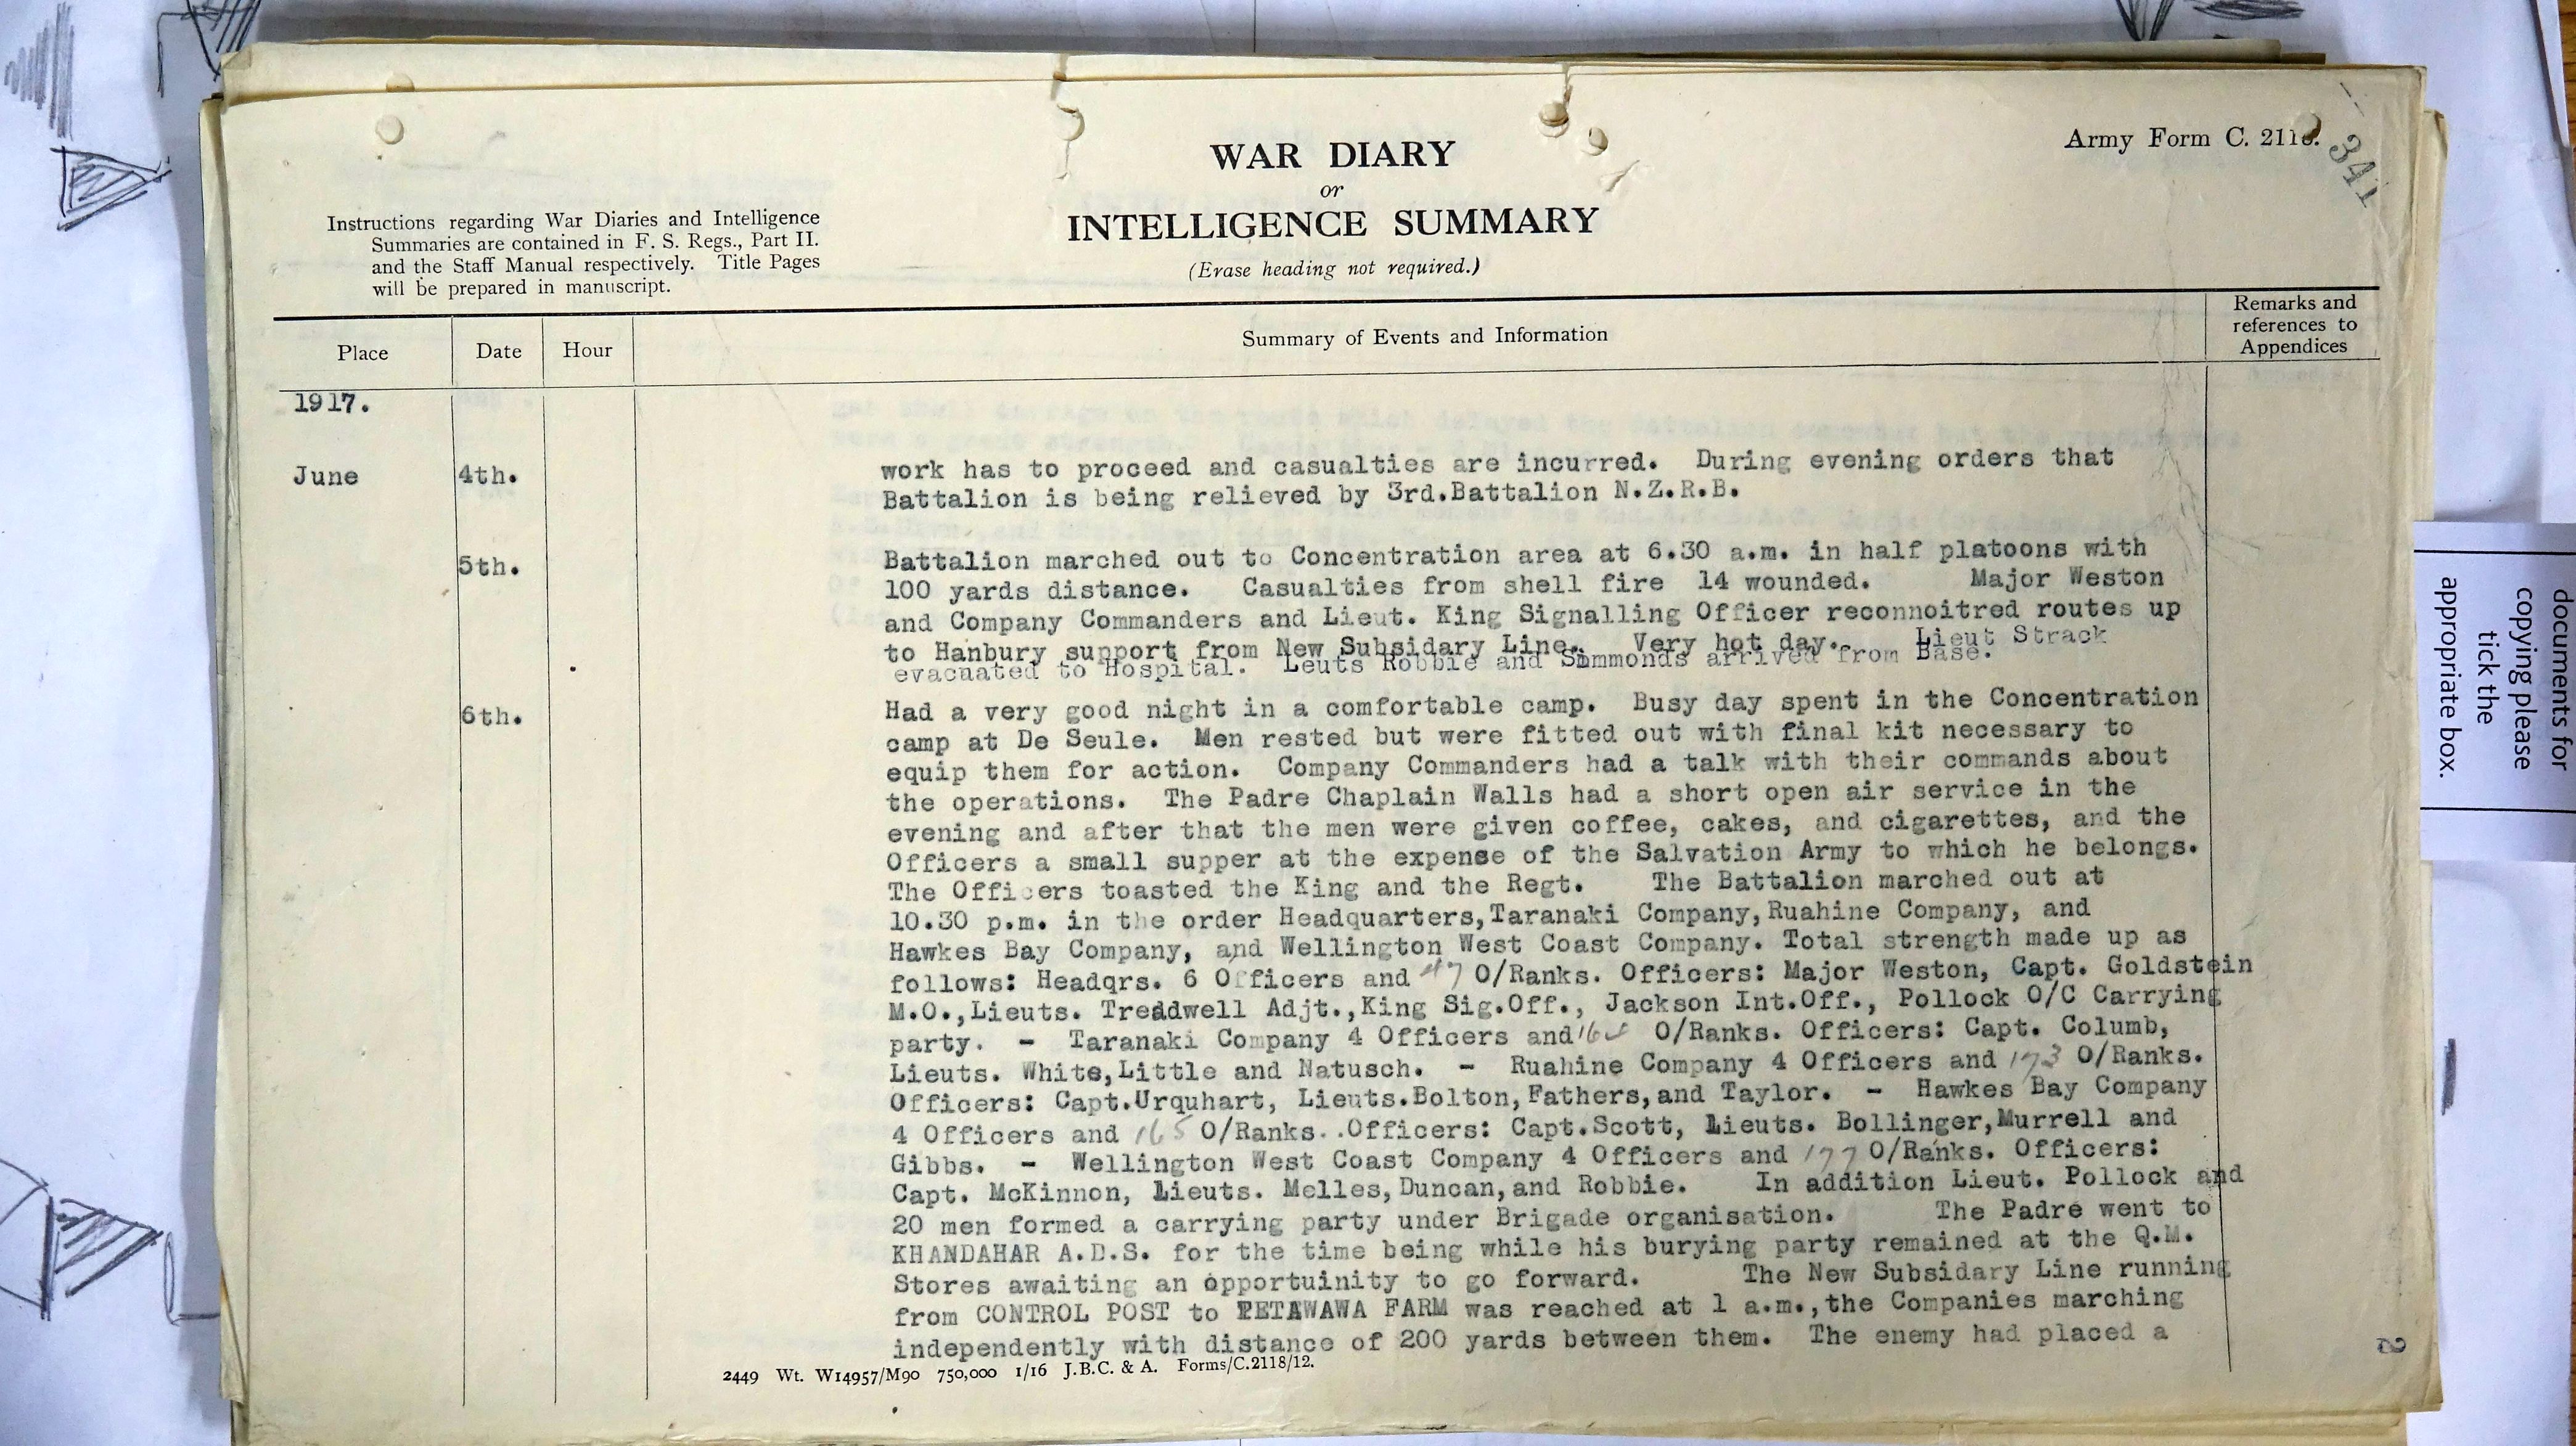 Army Form C. 2118.
341
WAR DIARY
or
INTELLIGENCE SUMMARY
(Erase heading not required.)
Instructions regarding War Diaries and Intelligence
Summaries are contained in F. S. Regs., Part II.
and the Staff Manual respectively. Title Pages
will be prepared in manuscript.
Place
Date
Hour
Summary of Events and Information
Remarks and
references to
Appendices
1917.
June 4th.
work has to proceed and casualties are incurred. During evening orders that
Battalion is being relieved by 3rd.Battalion N.Z.R.B.
5th.
Battalion marched out to Concentration area at 6.30 a.m. in half platoons with
100 yards distance. Casualties from shell fire 14 wounded. Major Weston
and Company Commanders and Lieut. King Signalling Officer reconnoitred routes up
to Hanbury support from New Subsidary Line. Very hot day. Lieut Strack
evacuated to Hospital. Leuts Robbie and Simmonds arrived from Base.
6th.
Had a very good night in a comfortable camp. Busy day spent in the Concentration
camp at De Seule. Men rested but were fitted out with final kit necessary to
equip them for action. Company Commanders had a talk with their commands about
the operations. The Padre Chaplain Walls had a short open air service in the
evening and after that the men were given coffee, cakes, and cigarettes, and the
Officers a small supper at the expense of the Salvation Army to which he belongs.
The Officers toasted the King and the Regt. The Battalion marched out at
10.30 p.m. in the order Headquarters,Taranaki Company,Ruahine Company, and
Hawkes Bay Company, and Wellington West Coast Company. Total strength made up as
follows: Headqrs. 6 Officers and 47 O/Ranks. Officers: Major Weston, Capt. Goldstein
M.O.,Lieuts. Treadwell Adjt.,King Sig.Off., Jackson Int.Off., Pollock O/C Carrying
party. - Taranaki Company 4 Officers and O/Ranks. Officers: Capt. Columb,
Lieuts. White,Little and Natusch. - Ruahine Company 4 Officers and 173 O/Ranks.
Officers: Capt.Urquhart, Lieuts.Bolton,Fathers,and Taylor. - Hawkes Bay Company
4 Officers and 165 O/Ranks..Officers: Capt.Scott, Lieuts. Bollinger,Murrell and
Gibbs. - Wellington West Coast Company 4 Officers and 177 O/Ranks. Officers:
Capt. McKinnon, Lieuts. Melles,Duncan,and Robbie. In addition Lieut. Pollock and
20 men formed a carrying party under Brigade organisation. The Padre went to
KHANDAHAR A.D.S. for the time being while his burying party remained at the Q.M.
Stores awaiting an opportuinity to go forward. The New Subsidary Line running
from CONTROL POST to PETAWAWA FARM was reached at 1 a.m.,the Companies marching
independently with distance of 200 yards between them. The enemy had placed a
2449 Wt. W14957/M90 750,000 1/16 J.B.C. & A. Forms/C.2118/12.
documents for
copying please
tick the
appropriate box.